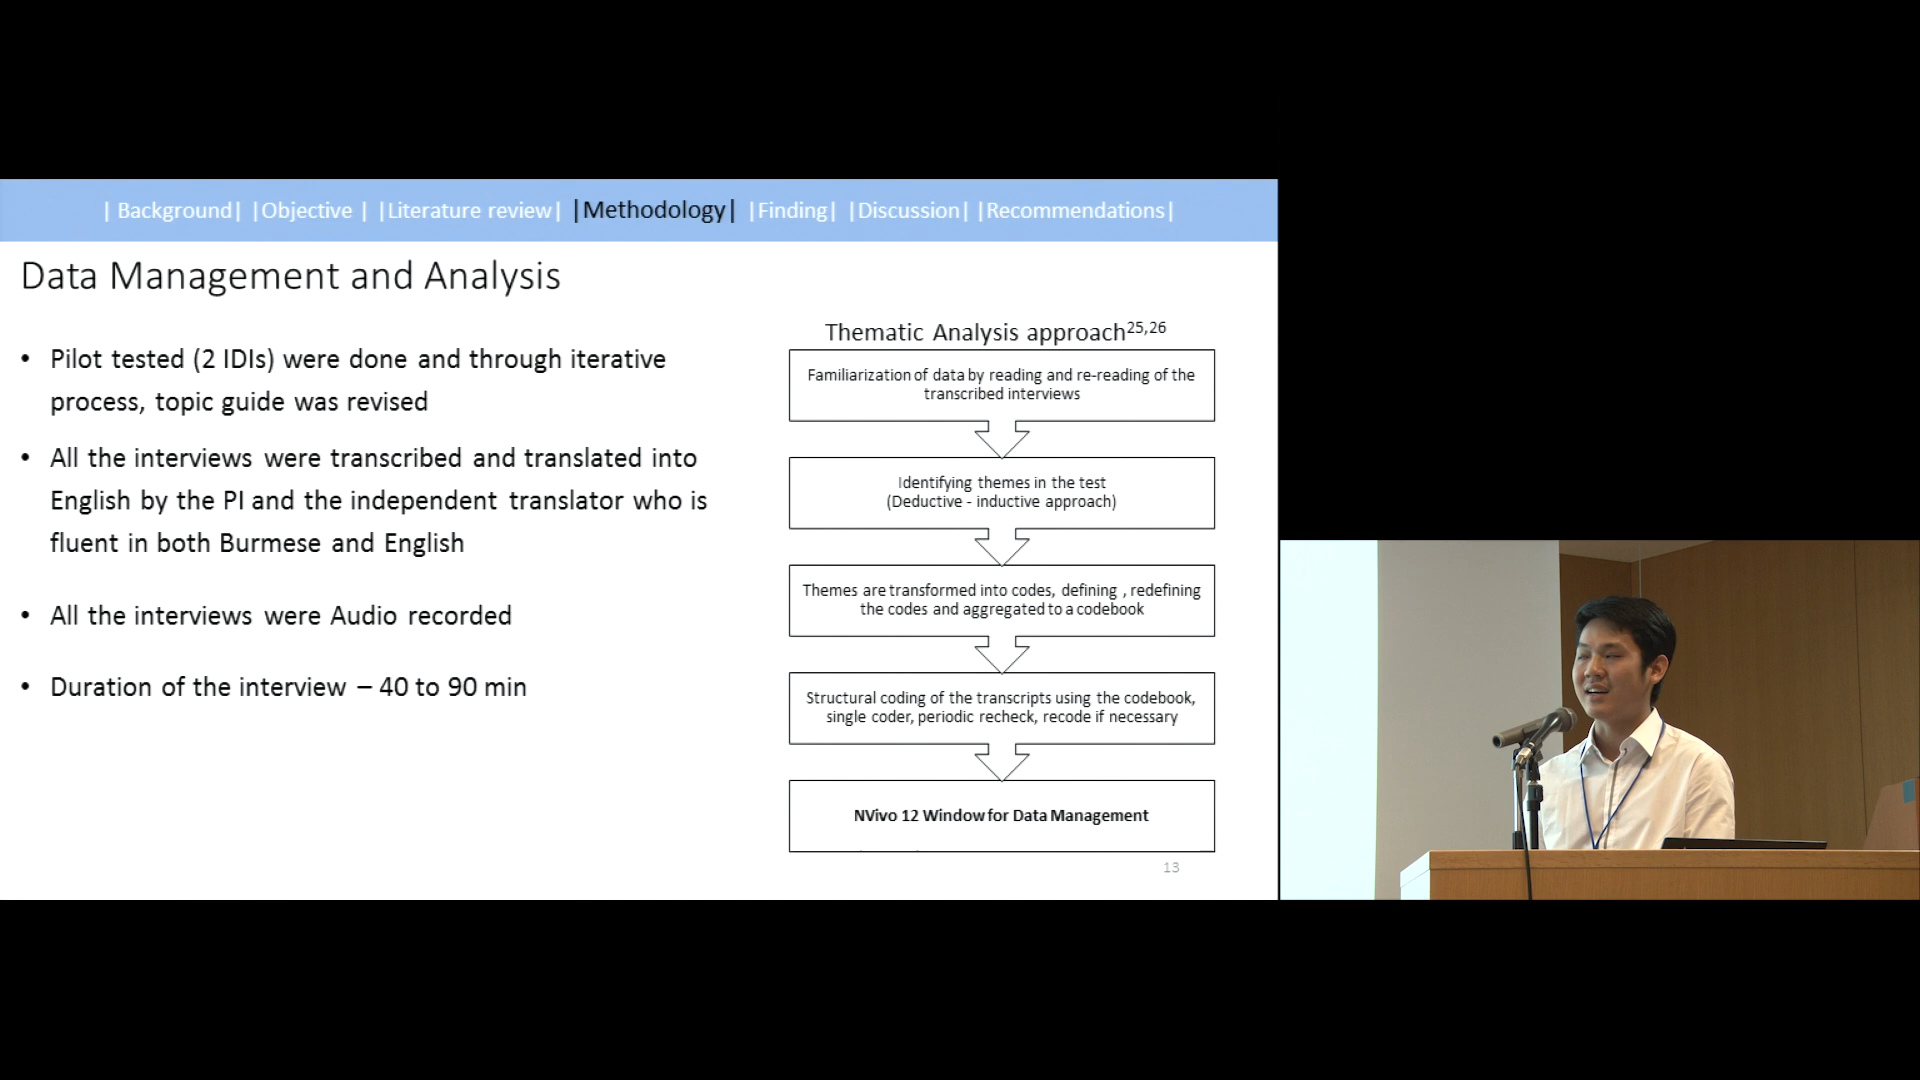 | Background| |Objective | |Literature review| |Methodology| |Finding| |Discussion| |Recommendations|
Data Management and Analysis
• Pilot tested (2 IDIs) were done and through iterative
process, topic guide was revised
• All the interviews were transcribed and translated into
English by the PI and the independent translator who is
fluent in both Burmese and English
• All the interviews were Audio recorded
• Duration of the interview – 40 to 90 min
Thematic Analysis approach25,26
Familiarization of data by reading and re-reading of the
transcribed interviews
Identifying themes in the test
(Deductive - inductive approach)
Themes are transformed into codes, defining , redefining
the codes and aggregated to a codebook
Structural coding of the transcripts using the codebook,
single coder, periodic recheck, recode if necessary
NVivo 12 Window for Data Management
13